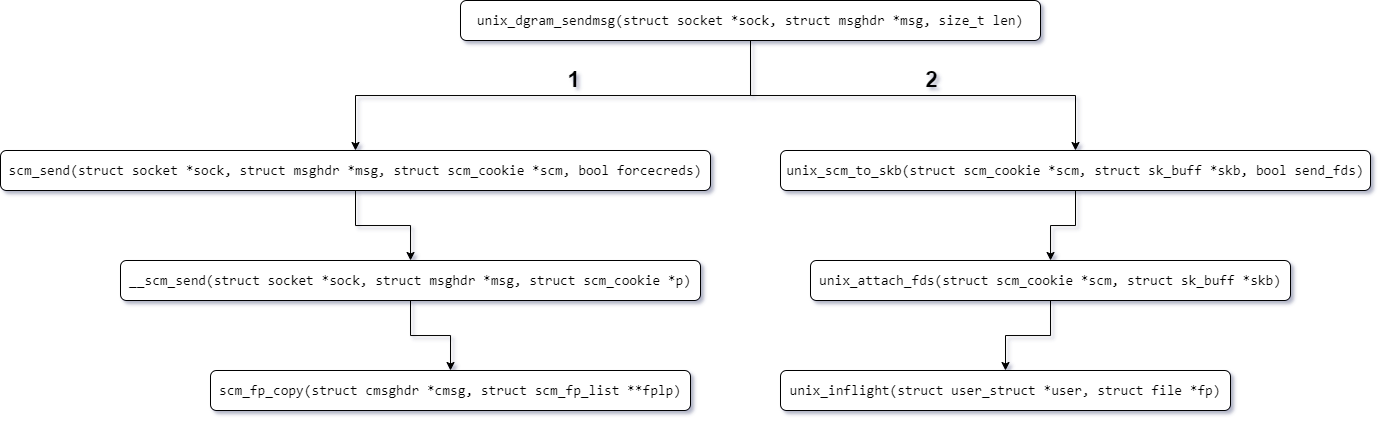 unix_dgram_sendmsg(struct socket *sock, struct msghdr *msg, size_t len)
1
2
scm_send(struct socket *sock, struct msghdr *msg, struct scm_cookie *scm, bool forcecreds)
unix_scm_to_skb(struct scm_cookie *scm, struct sk_buff *skb, bool send_fds)
__scm_send(struct socket *sock, struct msghdr *msg, struct scm_cookie *p)
unix_attach_fds(struct scm_cookie *scm, struct sk_buff *skb)
scm_fp_copy(struct cmsghdr *cmsg, struct scm_fp_list **fplp)
unix_inflight(struct user_struct *user, struct file *fp)